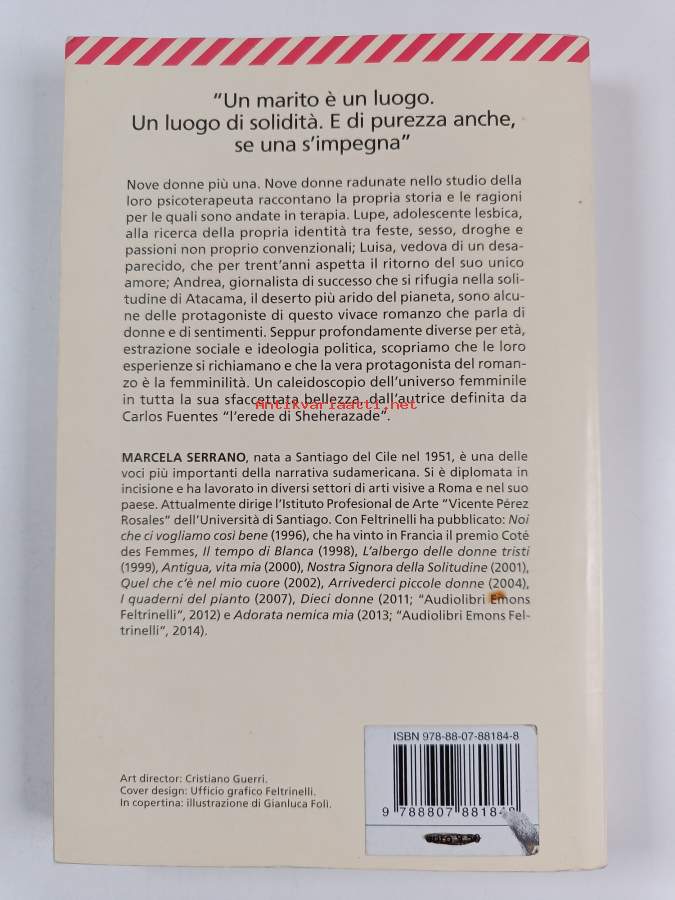 “Un marito è un luogo.
Un luogo di solidità. E di purezza anche,
se una s’impegna”
Nove donne più una. Nove donne radunate nello studio della
loro psicoterapeuta raccontano la propria storia e le ragioni
per le quali sono andate in terapia. Lupe, adolescente lesbica,
alla ricerca della propria identità tra feste, sesso, droghe e
passioni non proprio convenzionali; Luisa, vedova di un desa-
parecido, che per trent’anni aspetta il ritorno del suo unico
amore; Andrea, giornalista di successo che si rifugia nella soli-
tudine di Atacama, il deserto più arido del pianeta, sono alcu-
ne delle protagoniste di questo vivace romanzo che parla di
donne e di sentimenti. Seppur profondamente diverse per età,
estrazione sociale e ideologia politica, scopriamo che le loro
esperienze si richiamano e che la vera protagonista del roman-
zo è la femminilità. Un caleidoscopio dell’universo femminile
in tutta la sua sfaccettata bellezza, dall’autrice definita da
Antikvariaatti.net
Carlos Fuentes “l’erede di Sheherazade”.
MARCELA SERRANO, nata a Santiago del Cile nel 1951, è una delle
voci più importanti della narrativa sudamericana. Si è diplomata in
incisione e ha lavorato in diversi settori di arti visive a Roma e nel suo
paese. Attualmente dirige l’Istituto Profesional de Arte “Vicente Pérez
Rosales” dell’Università di Santiago. Con Feltrinelli ha pubblicato: Noi
che ci vogliamo così bene (1996), che ha vinto in Francia il premio Coté
des Femmes, Il tempo di Blanca (1998), L’albergo delle donne tristi
(1999), Antigua, vita mia (2000), Nostra Signora della Solitudine (2001),
Quel che c’è nel mio cuore (2002), Arrivederci piccole donne (2004),
I quaderni del pianto (2007), Dieci donne (2011; “Audiolibri Emons
Feltrinelli”, 2012) e Adorata nemica mia (2013; “Audiolibri Emons Fel-
trinelli”, 2014).
ISBN 978-88-07-88184-8
9 788807 881848
Art director: Cristiano Guerri.
Cover design: Ufficio grafico Feltrinelli.
In copertina: illustrazione di Gianluca Folì.